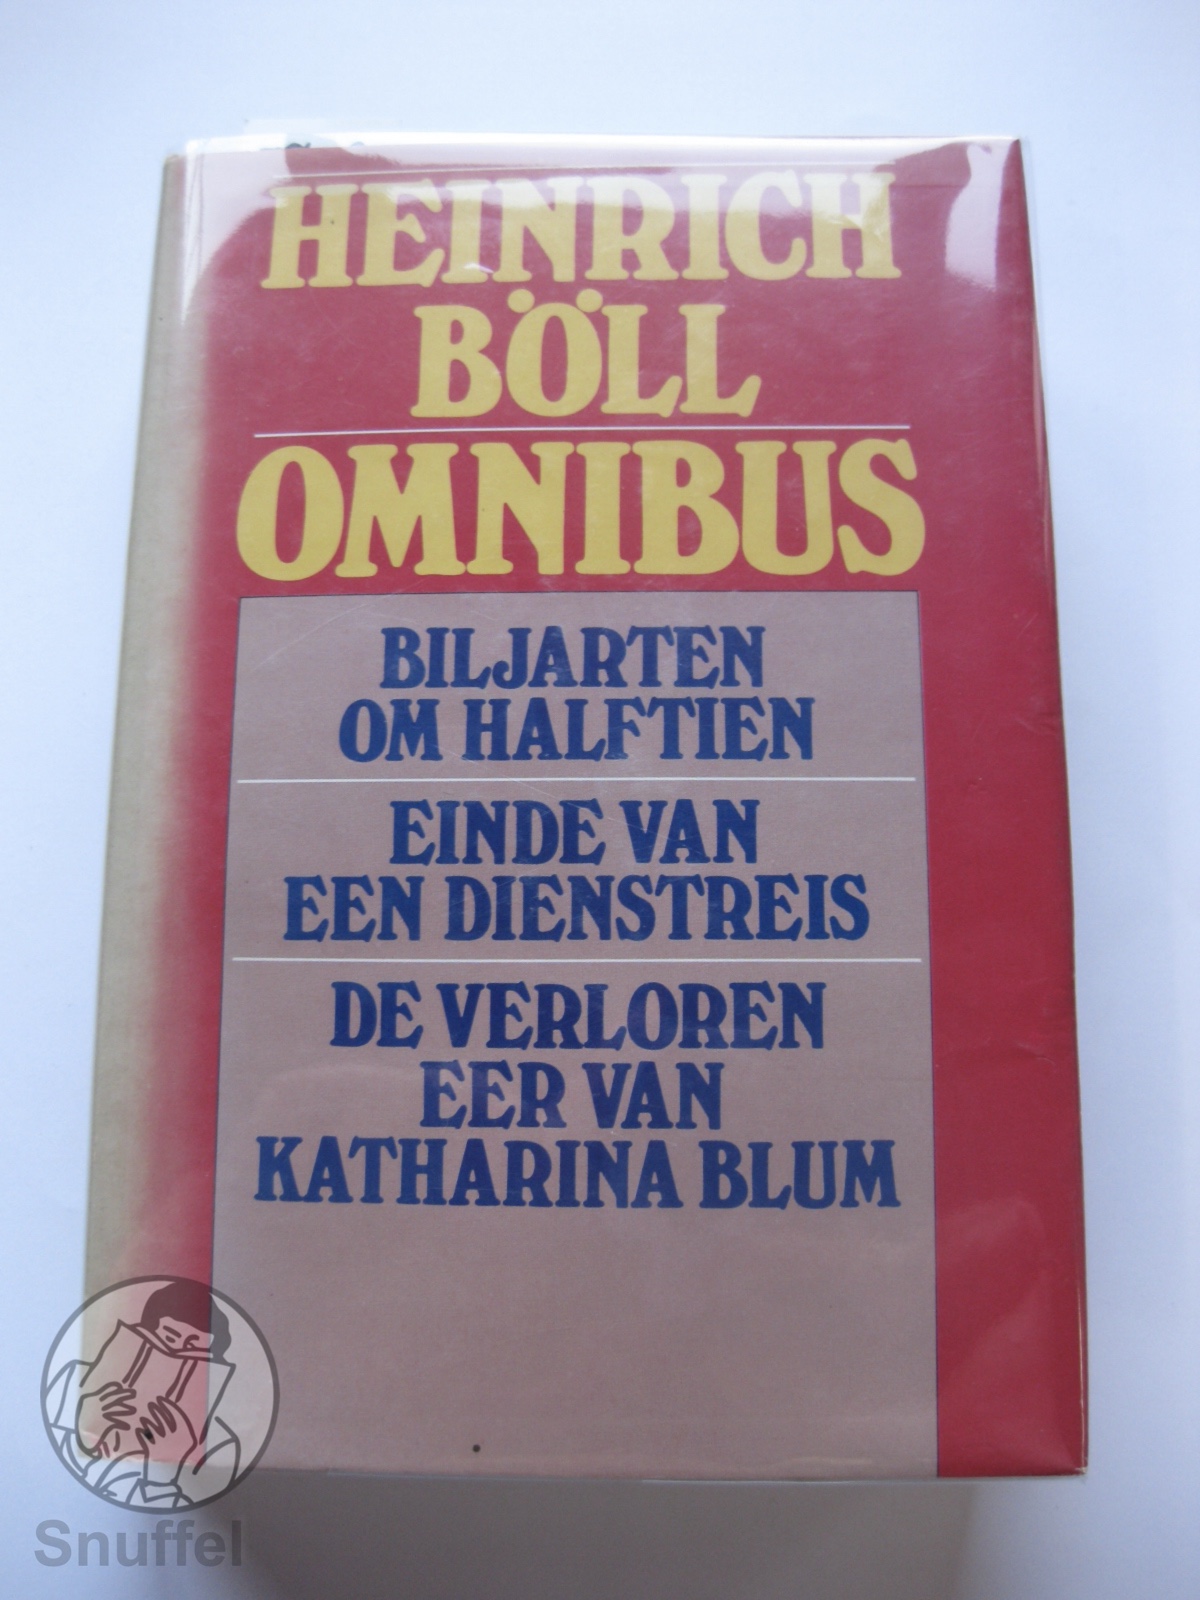 HEINRICH
BÖLL
OMNIBUS
BILJARTEN
OM HALFTIEN
EINDE VAN
EEN DIENSTREIS
DE VERLOREN
EER VAN
KATHARINA BLUM
Snuffel